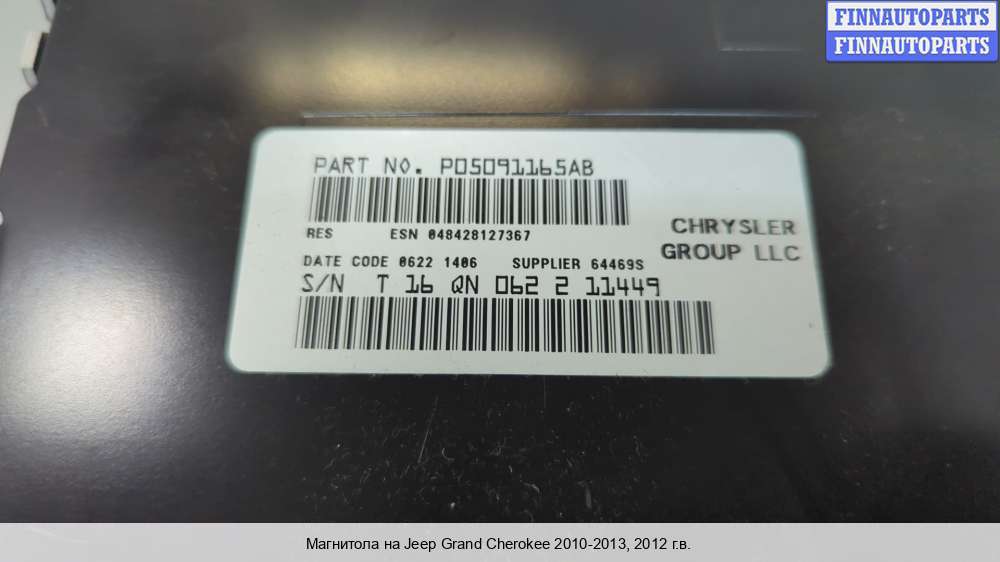 FINNAUTOPARTS
FINNAUTOPARTS
PART NO. P05091165AB
RES ESN 048428127367
CHRYSLER
GROUP LLC
DATE CODE 0622 1406 SUPPLIER 64469S
S/N T 16 QN 062 2 11449
Магнитола на Jeep Grand Cherokee 2010-2013, 2012 г.в.